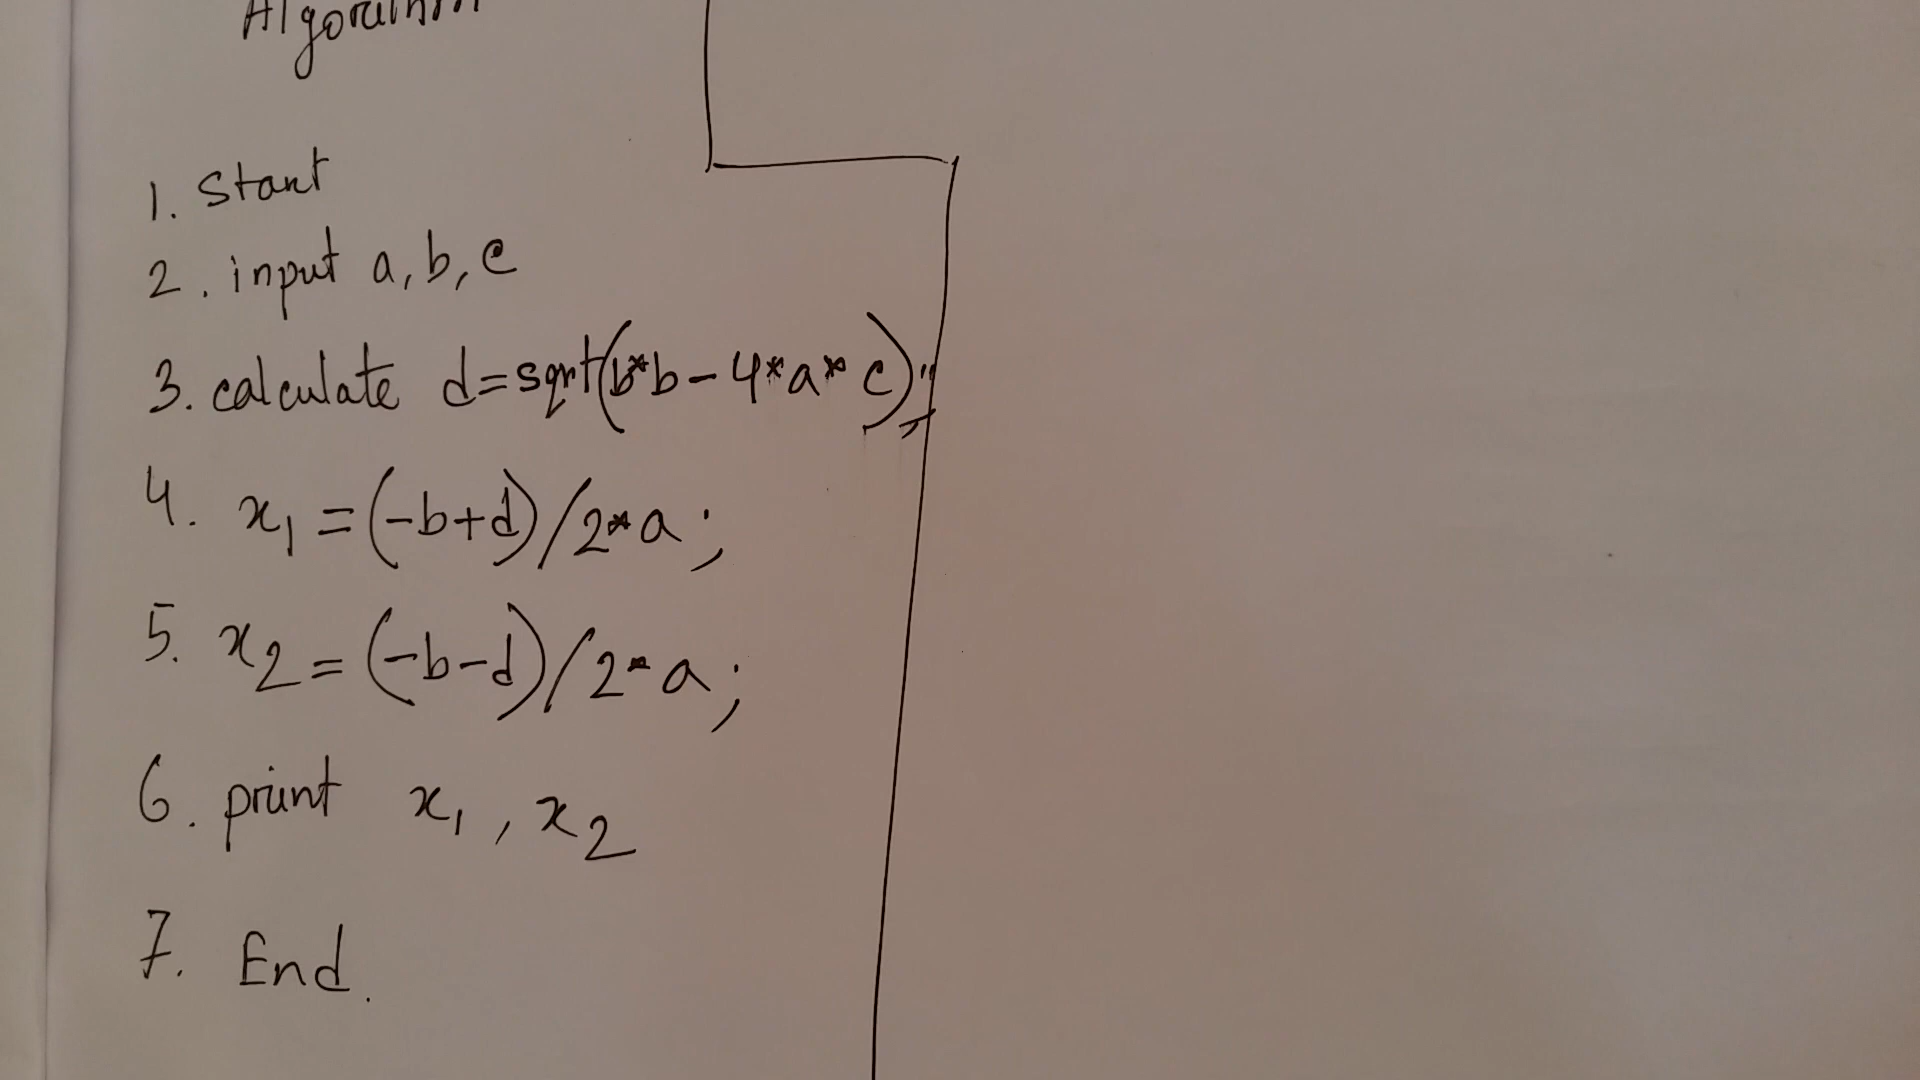 Algorithm
1. Start
2. input a, b, c
3. calculate d=sqrt(b*b-4*a*c);
4. x₁ = (-b+d)/2*a;
5. x₂ = (-b-d)/2*a;
6. print x₁, x₂
7. End.